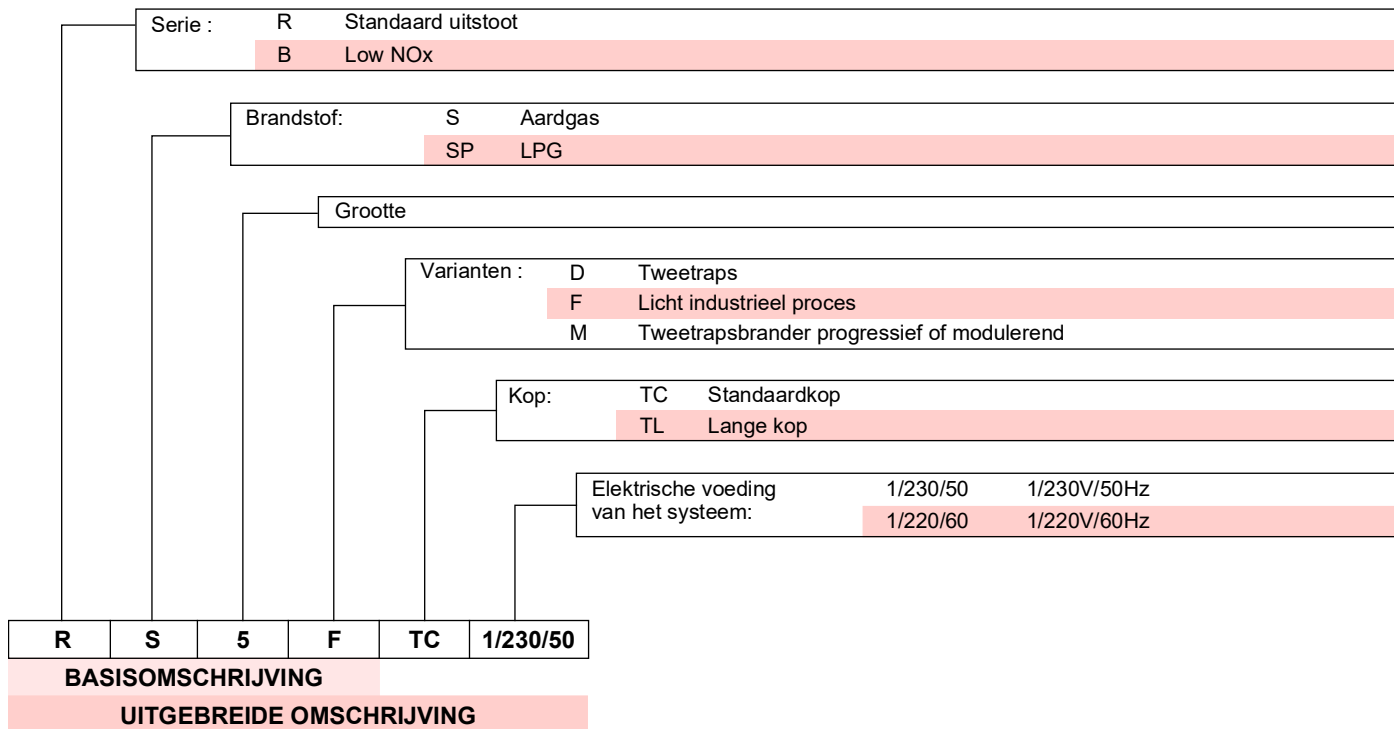 Serie : R Standaard uitstoot
B Low NOx
Brandstof: S Aardgas
SP LPG
Grootte
Varianten : D Tweetraps
F Licht industrieel proces
M Tweetrapsbrander progressief of modulerend
Kop: TC Standaardkop
TL Lange kop
Elektrische voeding 1/230/50 1/230V/50Hz
van het systeem: 1/220/60 1/220V/60Hz
R S 5 F TC 1/230/50
BASISOMSCHRIJVING
UITGEBREIDE OMSCHRIJVING